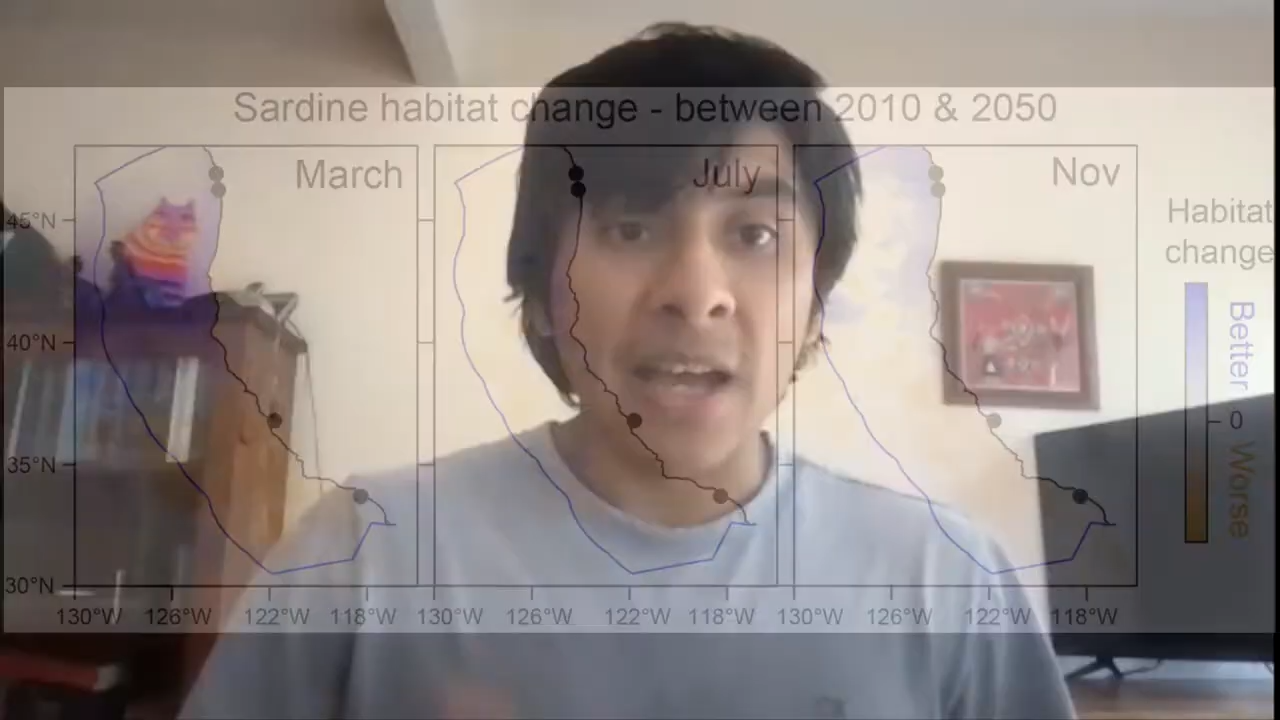 Sardine habitat change - between 2010 & 2050
March
July
Nov
45°N
40°N
35°N
30°N
130°W 126°W 122°W 118°W 130°W 126°W 122°W 118°W 130°W 126°W 122°W 118°W
Habitat
change
Better
0
Worse